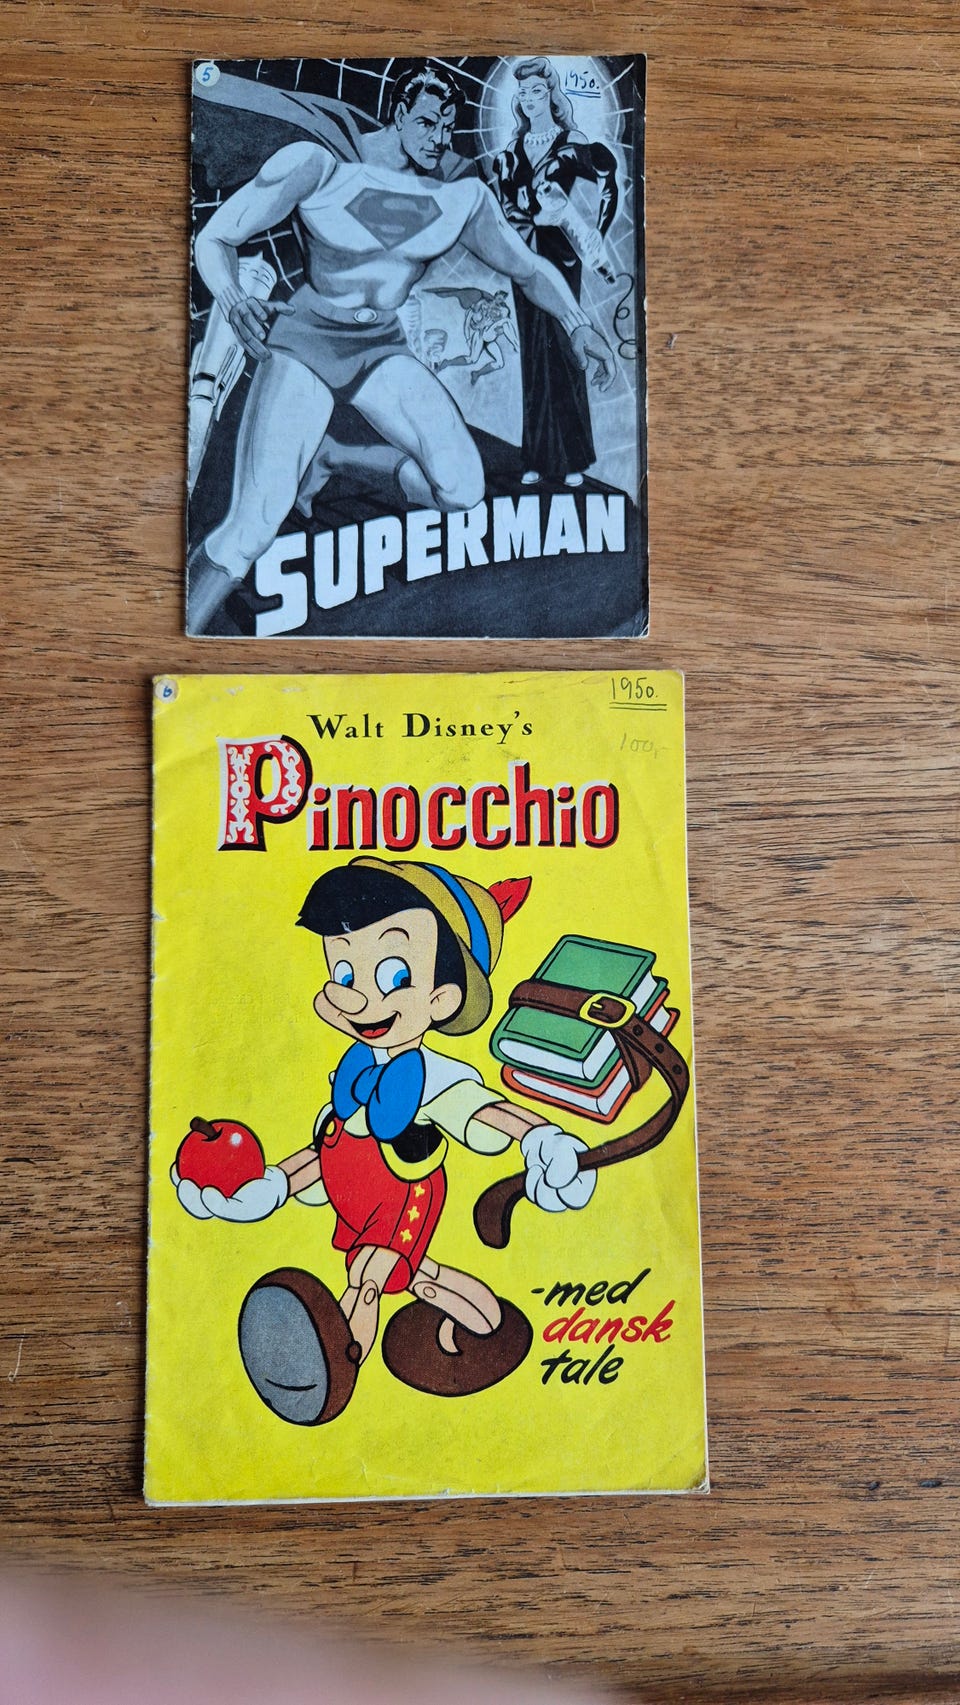 5
1950.
S
SUPERMAN
6
1950.
100,-
Walt Disney's
Pinocchio
-med
dansk
tale